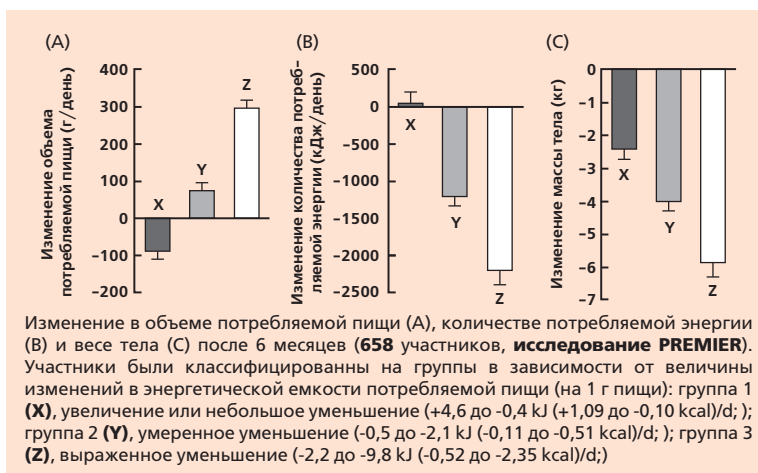 (A)
Изменение объема
потребляемой пищи (г/день)
400
300
200
100
0
-100
-200
X
Y
Z
(B)
Изменение количества потреб-
ляемой энергии (кДж/день)
500
0
-500
-1000
-1500
-2000
-2500
X
Y
Z
(C)
Изменение массы тела (кг)
0
-1
-2
-3
-4
-5
-6
-7
X
Y
Z
Изменение в объеме потребляемой пищи (А), количестве потребляемой энергии
(В) и весе тела (С) после 6 месяцев (658 участников, исследование PREMIER).
Участники были классифицированны на группы в зависимости от величины
изменений в энергетической емкости потребляемой пищи (на 1 г пищи): группа 1
(X), увеличение или небольшое уменьшение (+4,6 до -0,4 kJ (+1,09 до -0,10 kcal)/d; );
группа 2 (Y), умеренное уменьшение (-0,5 до -2,1 kJ (-0,11 до -0,51 kcal)/d; ); группа 3
(Z), выраженное уменьшение (-2,2 до -9,8 kJ (-0,52 до -2,35 kcal)/d;)